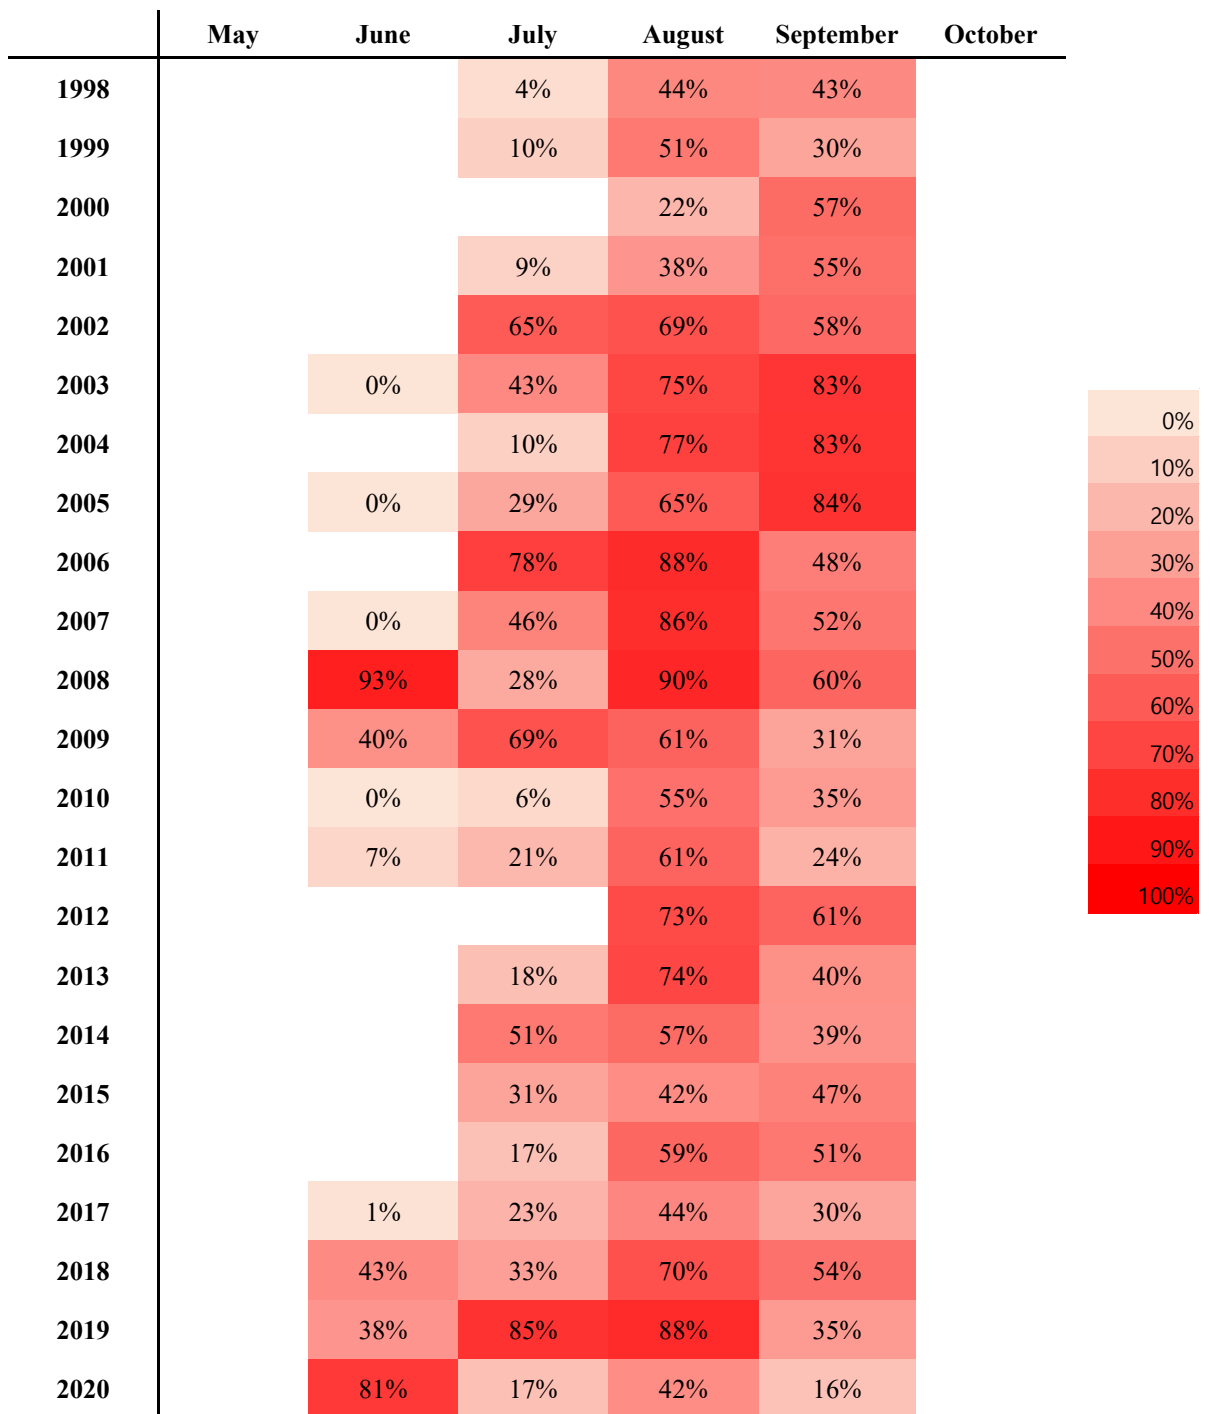 May June July August September October
1998 4% 44% 43%
1999 10% 51% 30%
2000 22% 57%
2001 9% 38% 55%
2002 65% 69% 58%
2003 0% 43% 75% 83%
2004 10% 77% 83%
2005 0% 29% 65% 84%
2006 78% 88% 48%
2007 0% 46% 86% 52%
2008 93% 28% 90% 60%
2009 40% 69% 61% 31%
2010 0% 6% 55% 35%
2011 7% 21% 61% 24%
2012 73% 61%
2013 18% 74% 40%
2014 51% 57% 39%
2015 31% 42% 47%
2016 17% 59% 51%
2017 1% 23% 44% 30%
2018 43% 33% 70% 54%
2019 38% 85% 88% 35%
2020 81% 17% 42% 16%
0%
10%
20%
30%
40%
50%
60%
70%
80%
90%
100%